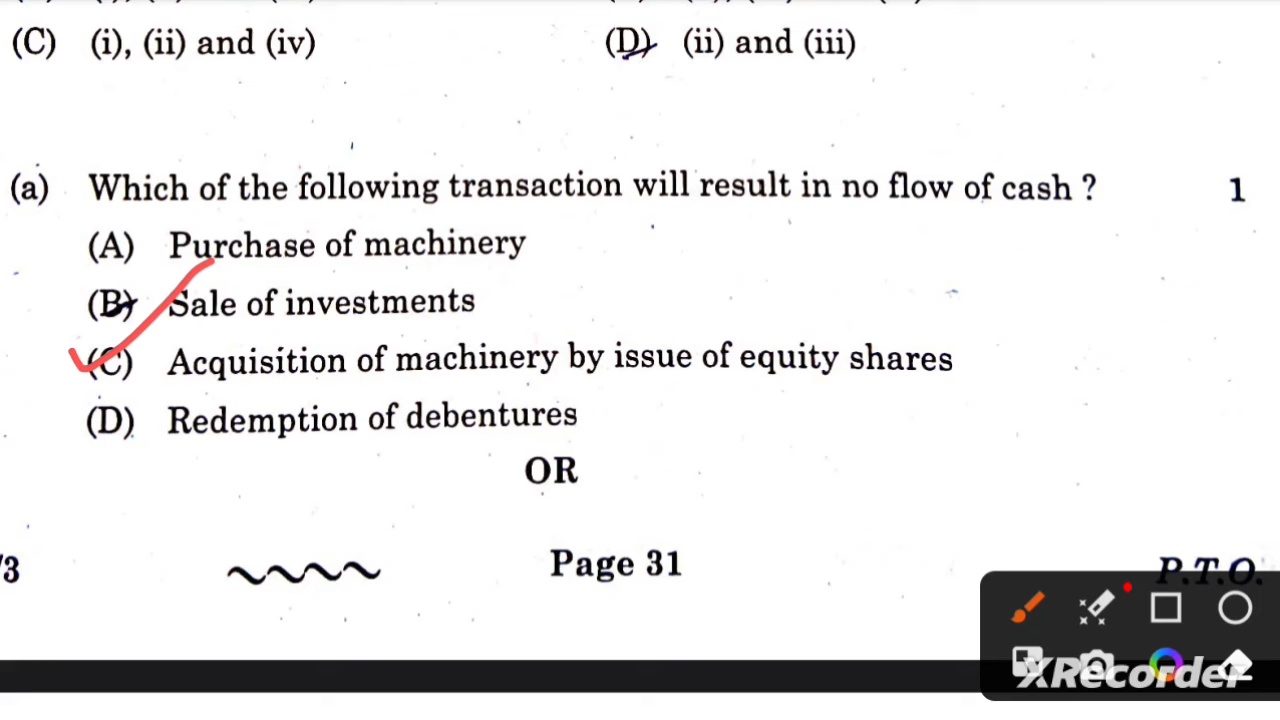 (C) (i), (ii) and (iv) (D) (ii) and (iii)
(a) Which of the following transaction will result in no flow of cash ? 1
(A) Purchase of machinery
(B) Sale of investments
(C) Acquisition of machinery by issue of equity shares
(D) Redemption of debentures
OR
/3 Page 31 P.T.O.
XRecorder